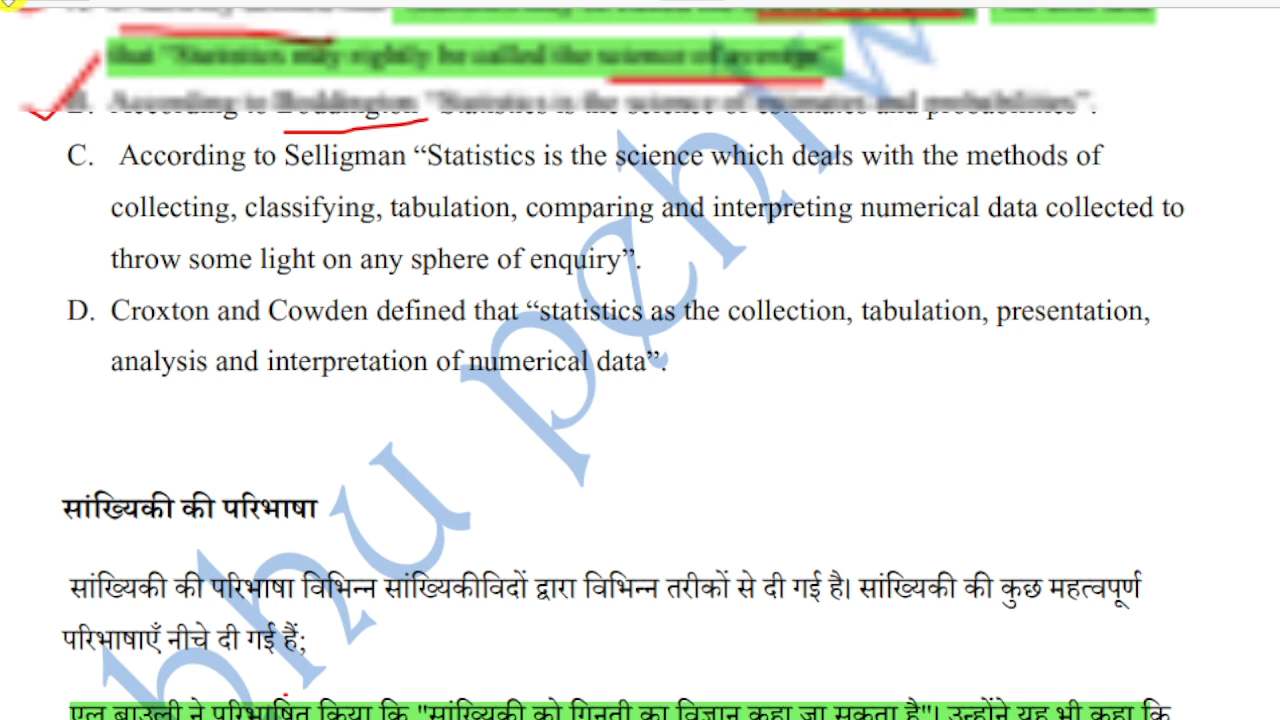 that "Statistics may rightly be called the science of average".
B. According to Boddington "Statistics is the science of estimates and probabilities".
C. According to Selligman “Statistics is the science which deals with the methods of
collecting, classifying, tabulation, comparing and interpreting numerical data collected to
throw some light on any sphere of enquiry”.
D. Croxton and Cowden defined that “statistics as the collection, tabulation, presentation,
analysis and interpretation of numerical data”.
सांख्यिकी की परिभाषा
सांख्यिकी की परिभाषा विभिन्न सांख्यिकीविदों द्वारा विभिन्न तरीकों से दी गई है। सांख्यिकी की कुछ महत्वपूर्ण
परिभाषाएँ नीचे दी गई हैं;
एल बाउली ने परिभाषित किया कि "सांख्यिकी को गिनती का विज्ञान कहा जा सकता है"। उन्होंने यह भी कहा कि